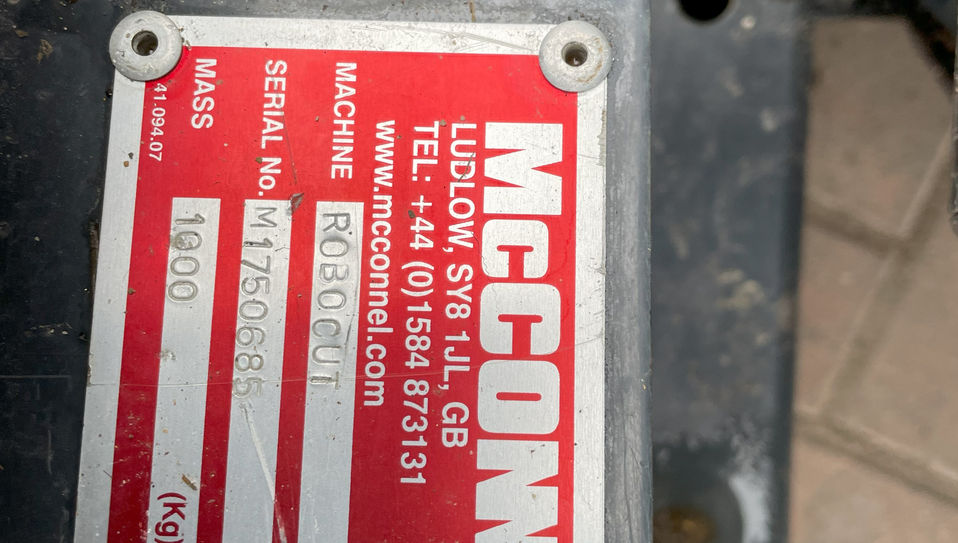 McCONN
LUDLOW, SY8 1JL, GB
TEL: +44 (0)1584 873131
www.mcconnel.com
MACHINE ROBOCUT
SERIAL No. M1750685
MASS 1000 (Kg)
41.094.07